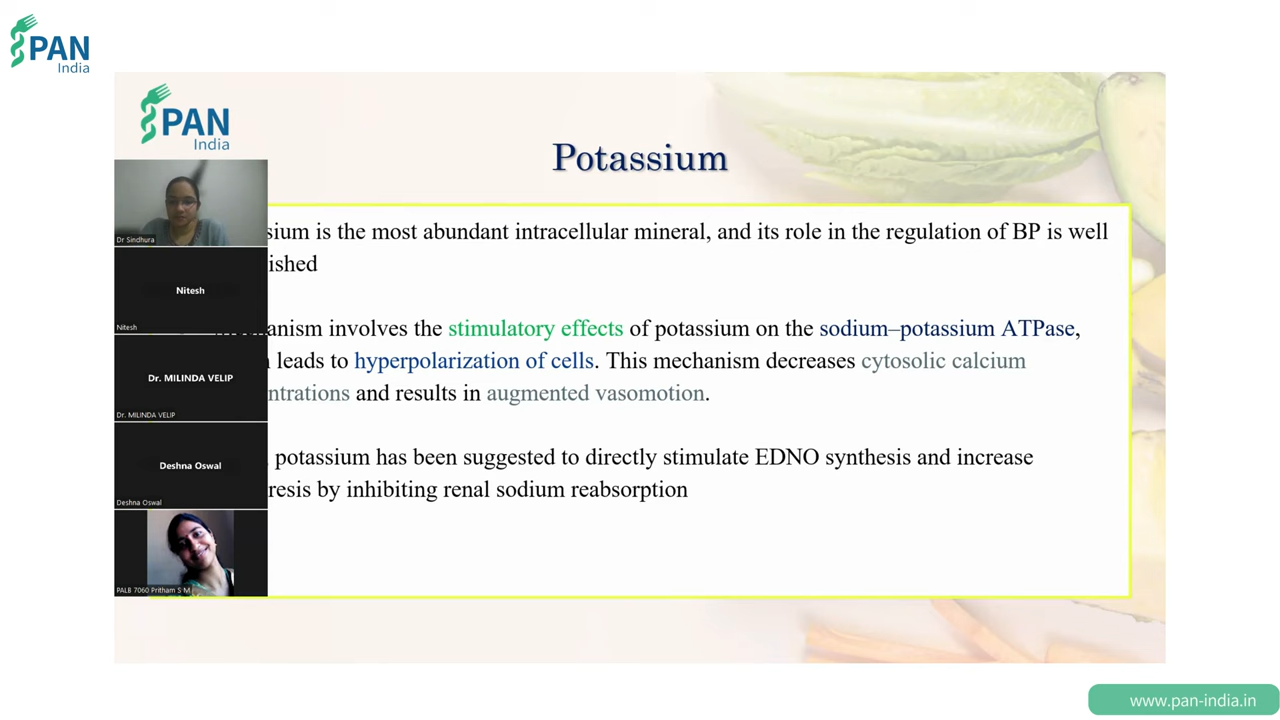 PAN
India
PAN
India
Potassium
sium is the most abundant intracellular mineral, and its role in the regulation of BP is well
ished
anism involves the stimulatory effects of potassium on the sodium–potassium ATPase,
leads to hyperpolarization of cells. This mechanism decreases cytosolic calcium
ntrations and results in augmented vasomotion.
potassium has been suggested to directly stimulate EDNO synthesis and increase
resis by inhibiting renal sodium reabsorption
Dr Sindhura
Nitesh
Nitesh
Dr. MILINDA VELIP
Dr. MILINDA VELIP
Deshna Oswal
Deshna Oswal
PALB 7060 Pritham S M
www.pan-india.in